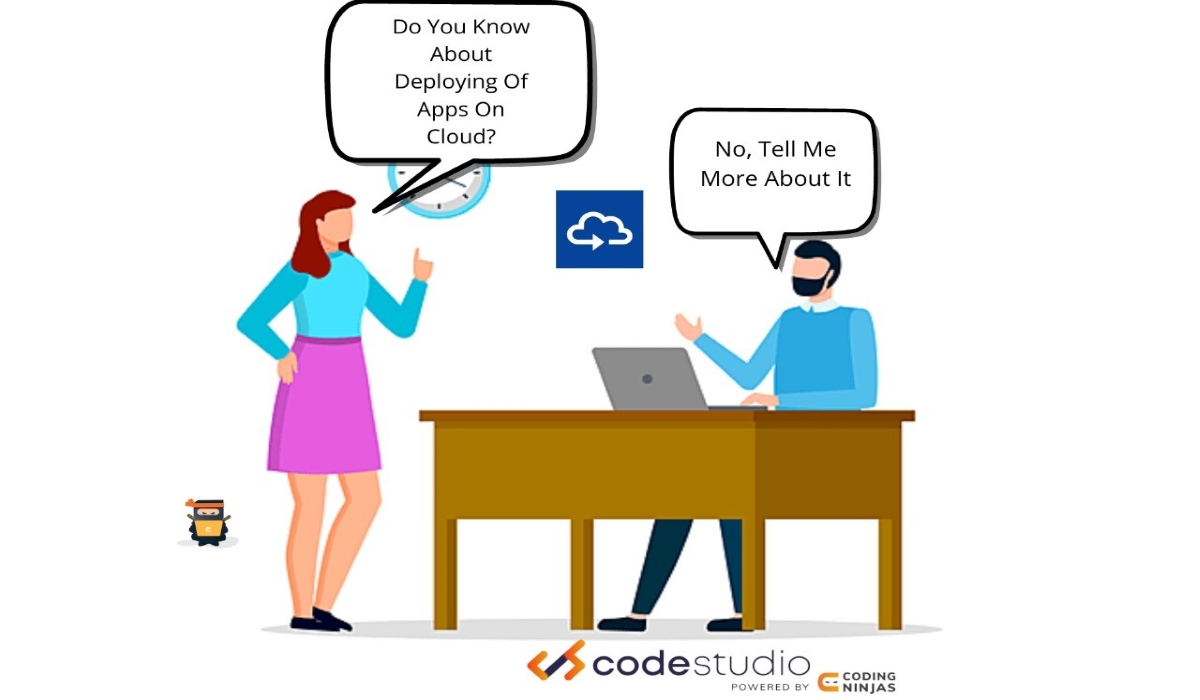 Do You Know
About
Deploying Of
Apps On
Cloud?
No, Tell Me
More About It
codestudio
POWERED BY
CODING
NINJAS